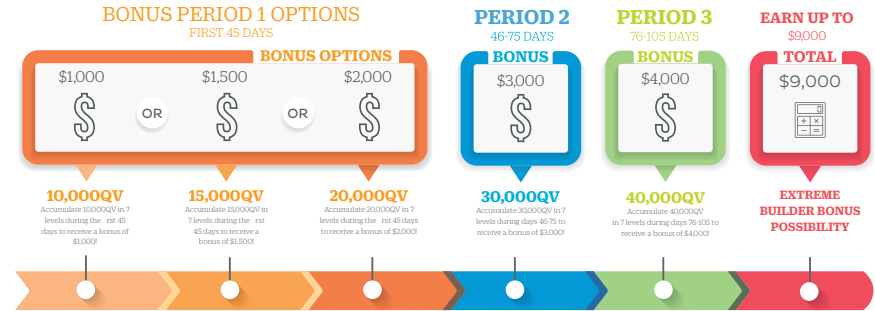 BONUS PERIOD 1 OPTIONS
FIRST 45 DAYS
BONUS OPTIONS
$1,000
OR
$1,500
OR
$2,000
10,000QV
Accumulate 10,000QV in 7
levels during the rst 45
days to receive a bonus of
$1,000!
15,000QV
Accumulate 15,000QV in
7 levels during the rst
45 days to receive a
bonus of $1,500!
20,000QV
Accumulate 20,000QV in 7
levels during the rst 45 days
to receive a bonus of $2,000!
PERIOD 2
46-75 DAYS
BONUS
$3,000
30,000QV
Accumulate 30,000QV in 7
levels during days 46-75 to
receive a bonus of $3,000!
PERIOD 3
76-105 DAYS
BONUS
$4,000
40,000QV
Accumulate 40,000QV
in 7 levels during days 76-105 to
receive a bonus of $4,000!
EARN UP TO
$9,000
TOTAL
$9,000
EXTREME
BUILDER BONUS
POSSIBILITY